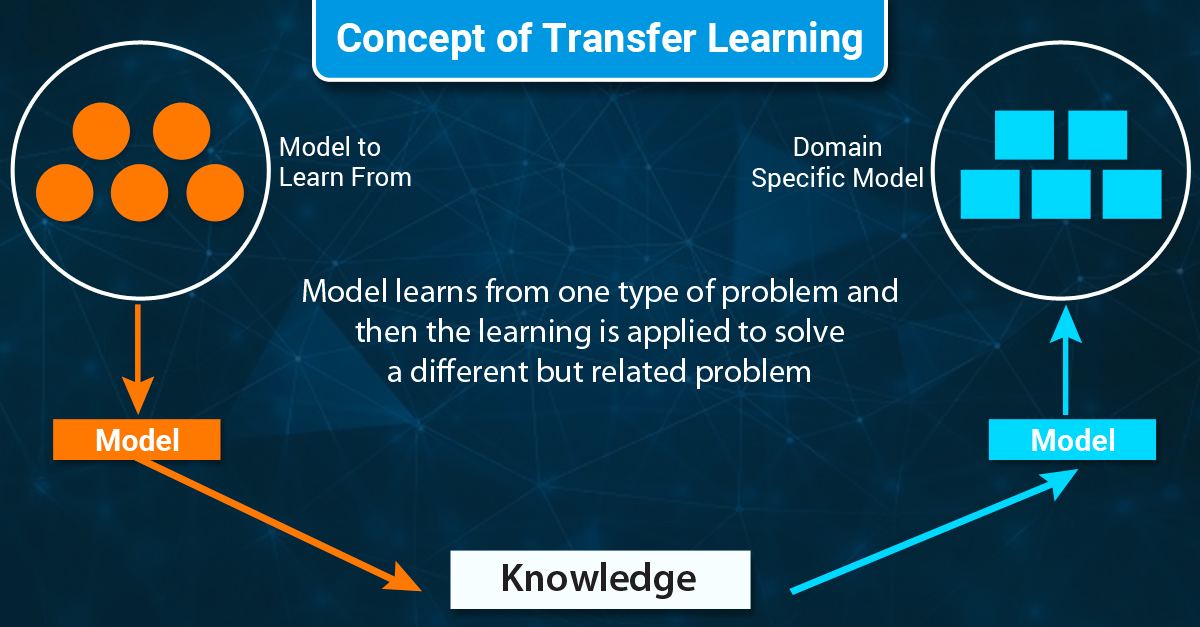 Concept of Transfer Learning
Model to
Learn From
Domain
Specific Model
Model learns from one type of problem and
then the learning is applied to solve
a different but related problem
Model
Model
Knowledge